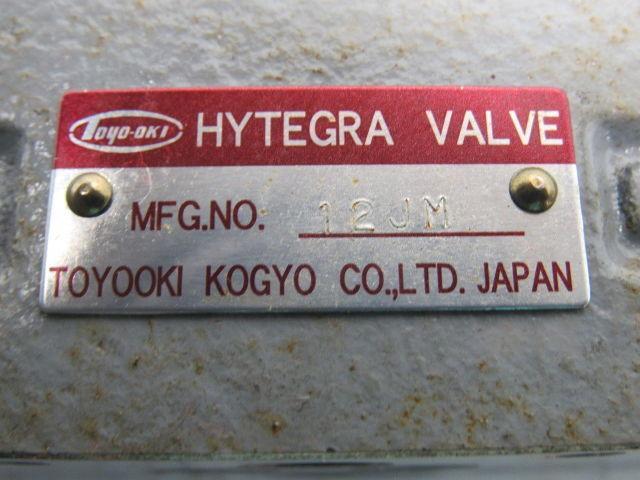 TOYO-OKI HYTEGRA VALVE
MFG.NO. 12JM
TOYOOKI KOGYO CO.,LTD. JAPAN